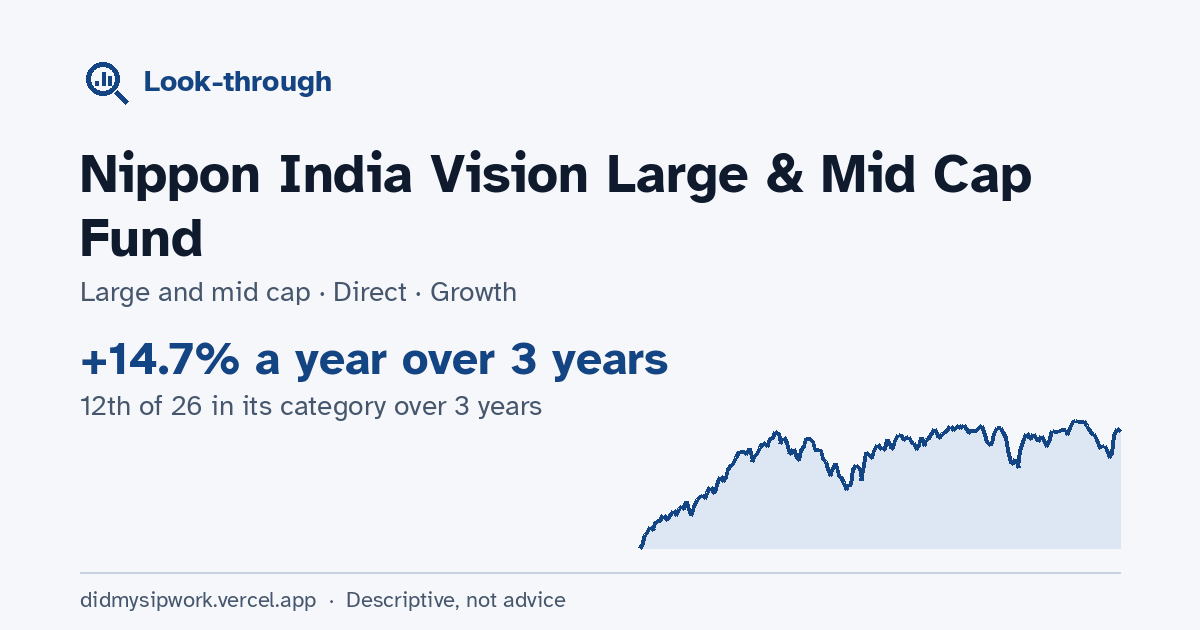 Look-through
Nippon India Vision Large & Mid Cap
Fund
Large and mid cap · Direct · Growth
+14.7% a year over 3 years
12th of 26 in its category over 3 years
didmysipwork.vercel.app · Descriptive, not advice